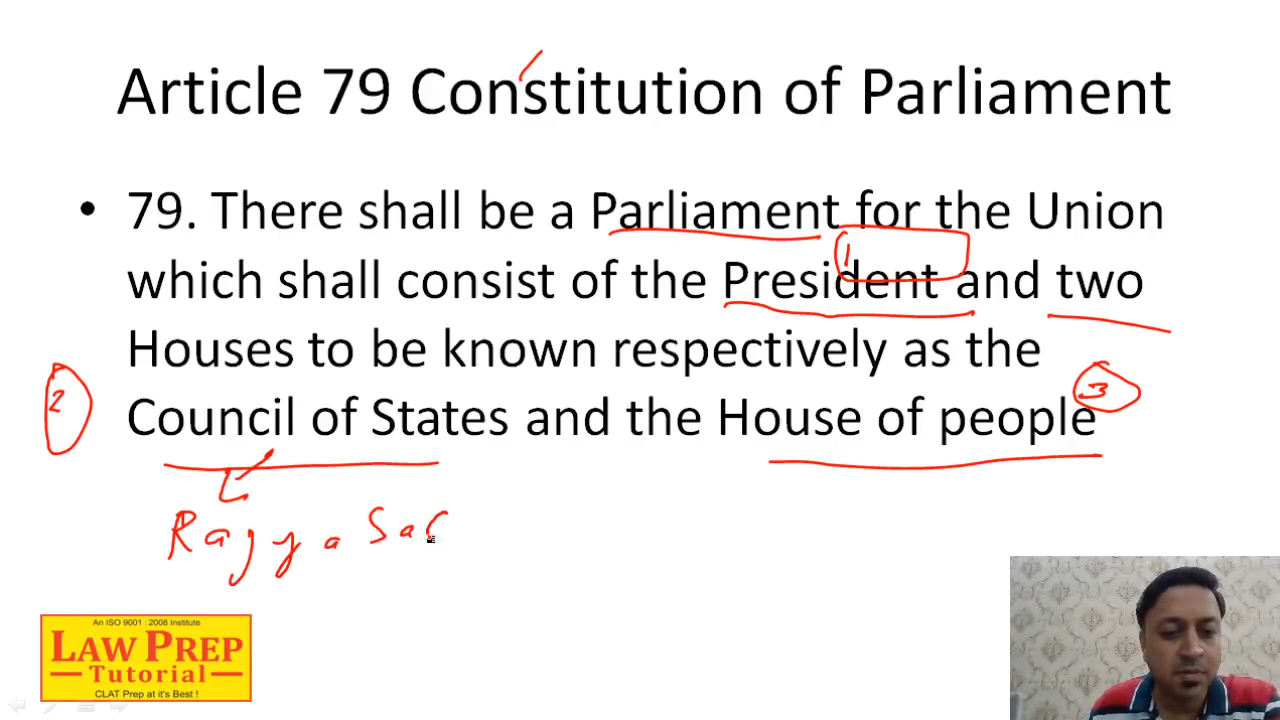 Article 79 Constitution of Parliament
• 79. There shall be a Parliament for the Union
1
which shall consist of the President and two
Houses to be known respectively as the
2
3
Council of States and the House of people
Rajya Sa
An ISO 9001 : 2008 Institute
LAW PREP
Tutorial
CLAT Prep at it's Best !